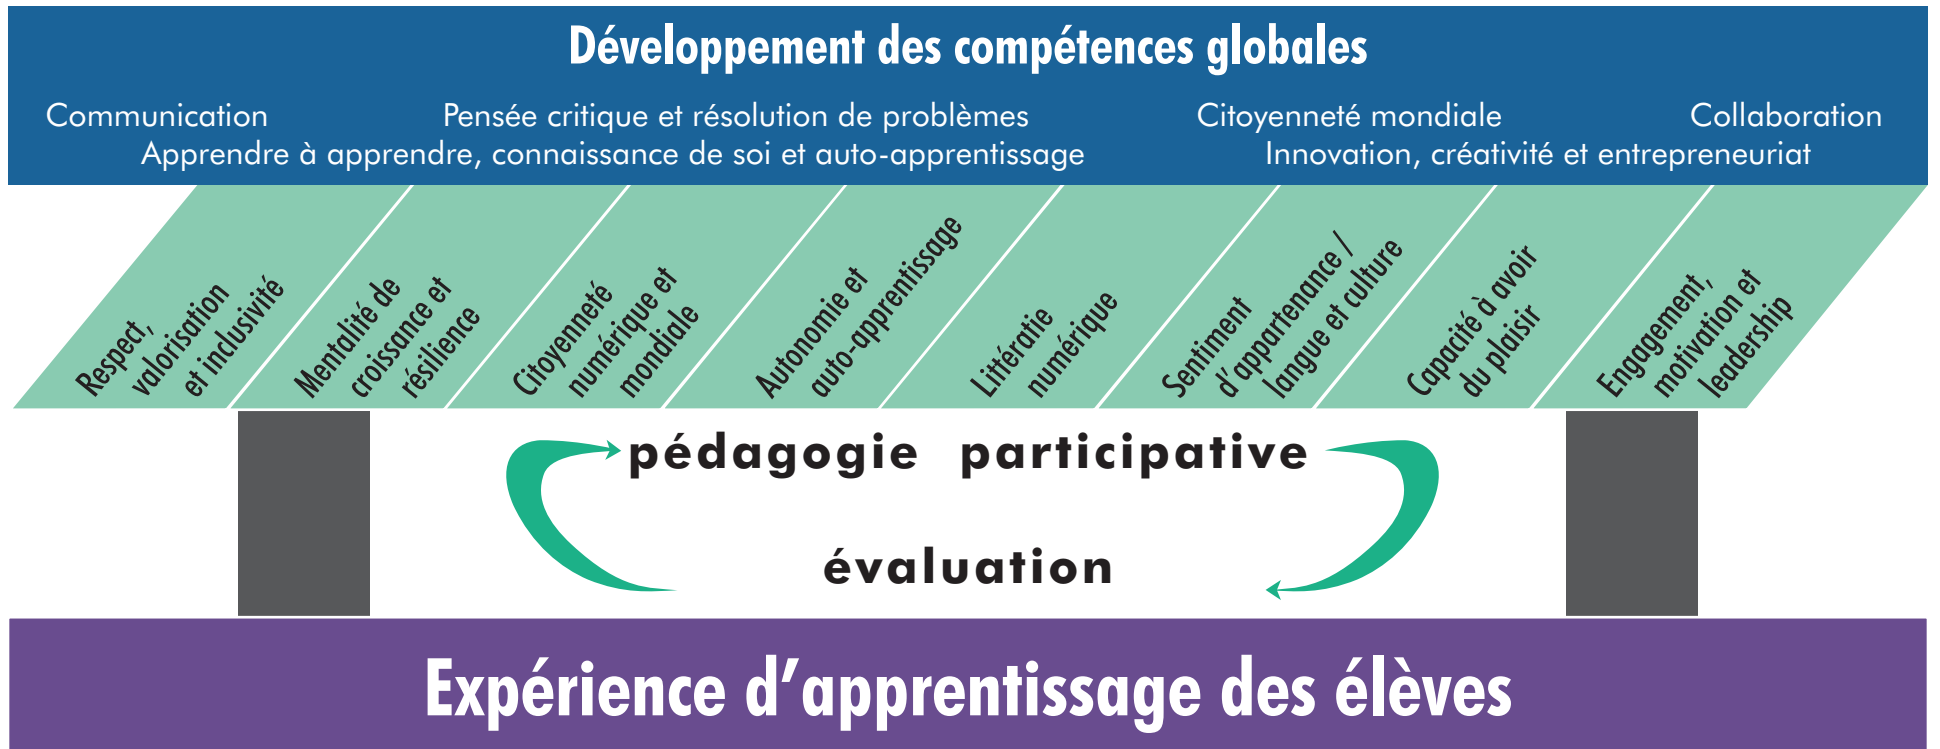 Développement des compétences globales
Communication Pensée critique et résolution de problèmes Citoyenneté mondiale Collaboration
Apprendre à apprendre, connaissance de soi et auto-apprentissage Innovation, créativité et entrepreneuriat
Respect,
valorisation
et inclusivité
Mentalité de
croissance et
résilience
Citoyenneté
numérique et
mondiale
Autonomie et
auto-apprentissage
Littératie
numérique
Sentiment
d'appartenance /
langue et culture
Capacité à avoir
du plaisir
Engagement,
motivation et
leadership
pédagogie participative
évaluation
Expérience d'apprentissage des élèves